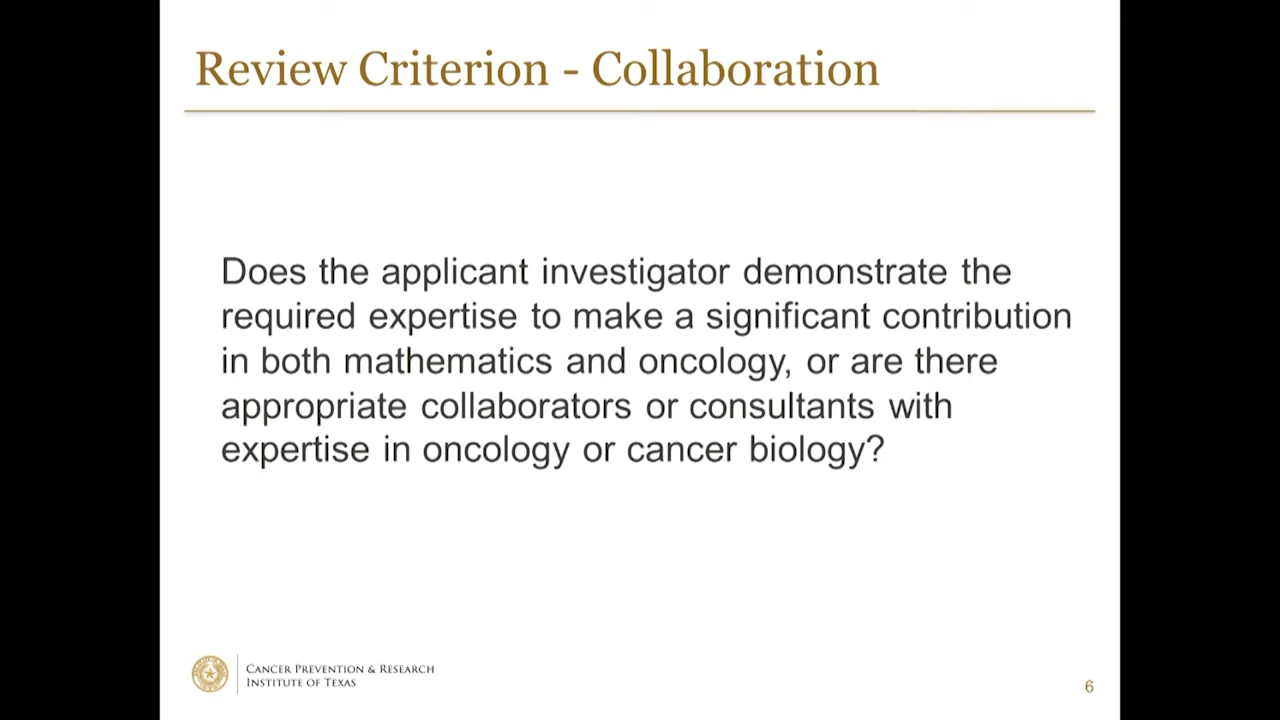 Review Criterion - Collaboration
Does the applicant investigator demonstrate the
required expertise to make a significant contribution
in both mathematics and oncology, or are there
appropriate collaborators or consultants with
expertise in oncology or cancer biology?
Cancer Prevention & Research
Institute of Texas
6